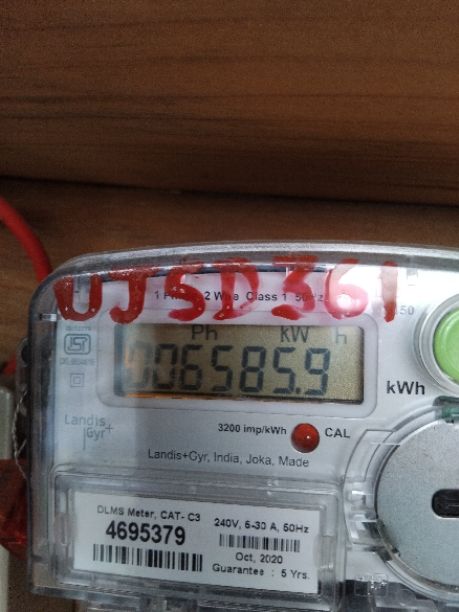 UJSD361
1 Ph 2 Wire Class 1 50Hz
Ph kW h
006585.9
kWh
Landis
Gyr+
3200 imp/kWh CAL
Landis+Gyr, India, Joka, Made
DLMS Meter, CAT- C3
4695379
240V, 5-30 A, 50Hz
Oct, 2020
Guarantee : 5 Yrs.